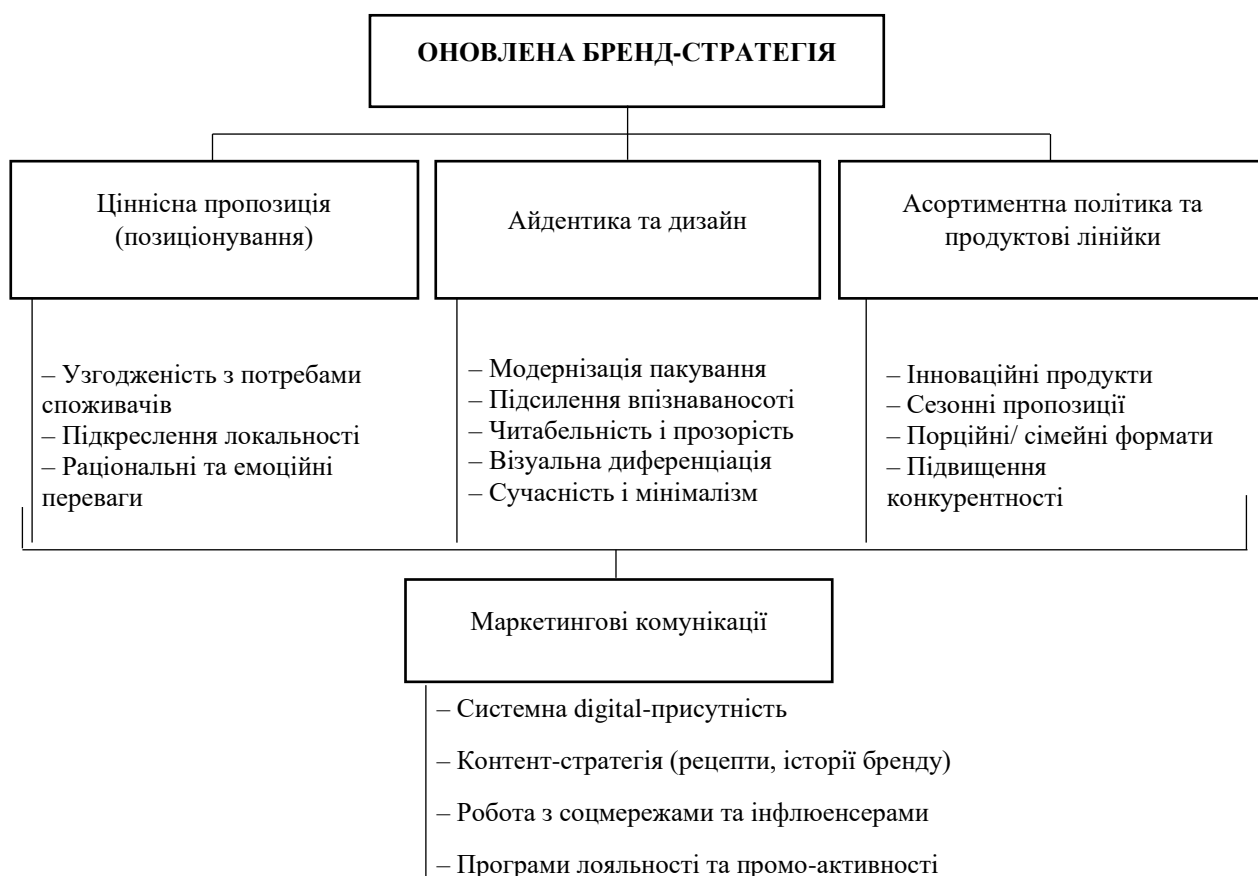 ОНОВЛЕНА БРЕНД-СТРАТЕГІЯ
Ціннісна пропозиція
(позиціонування)
Айдентика та дизайн
Асортиментна політика та
продуктові лінійки
– Узгодженість з потребами
споживачів
– Підкреслення локальності
– Раціональні та емоційні
переваги
– Модернізація пакування
– Підсилення впізнаваносоті
– Читабельність і прозорість
– Візуальна диференціація
– Сучасність і мінімалізм
– Інноваційні продукти
– Сезонні пропозиції
– Порційні/ сімейні формати
– Підвищення
конкурентності
Маркетингові комунікації
– Системна digital-присутність
– Контент-стратегія (рецепти, історії бренду)
– Робота з соцмережами та інфлюенсерами
– Програми лояльності та промо-активності